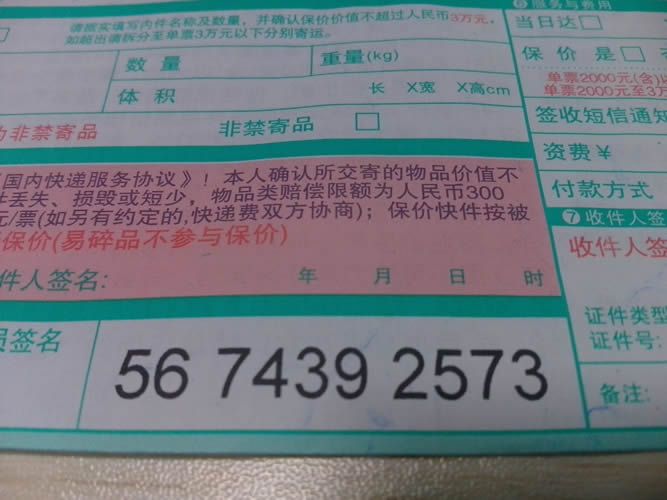 请据实填写内件名称及数量，并确认保价价值不超过人民币3万元，
如超出请拆分至单票3万元以下分别寄运。
数量
重量(kg)
体积
长 X宽 X高cm
为非禁寄品
非禁寄品 □
国内快递服务协议》！本人确认所交寄的物品价值不
丢失、损毁或短少，物品类赔偿限额为人民币300
元/票(如另有约定的,快递费双方协商)；保价快件按被
保价(易碎品不参与保价)
件人签名:
年 月 日 时
员签名
56 7439 2573
⑥服务与费用
当日达□
保价是□
单票2000元(含)
单票2000元至3万
签收短信通知
资费￥
付款方式
⑦收件人签
收件人签
证件类型
证件号:
备注: